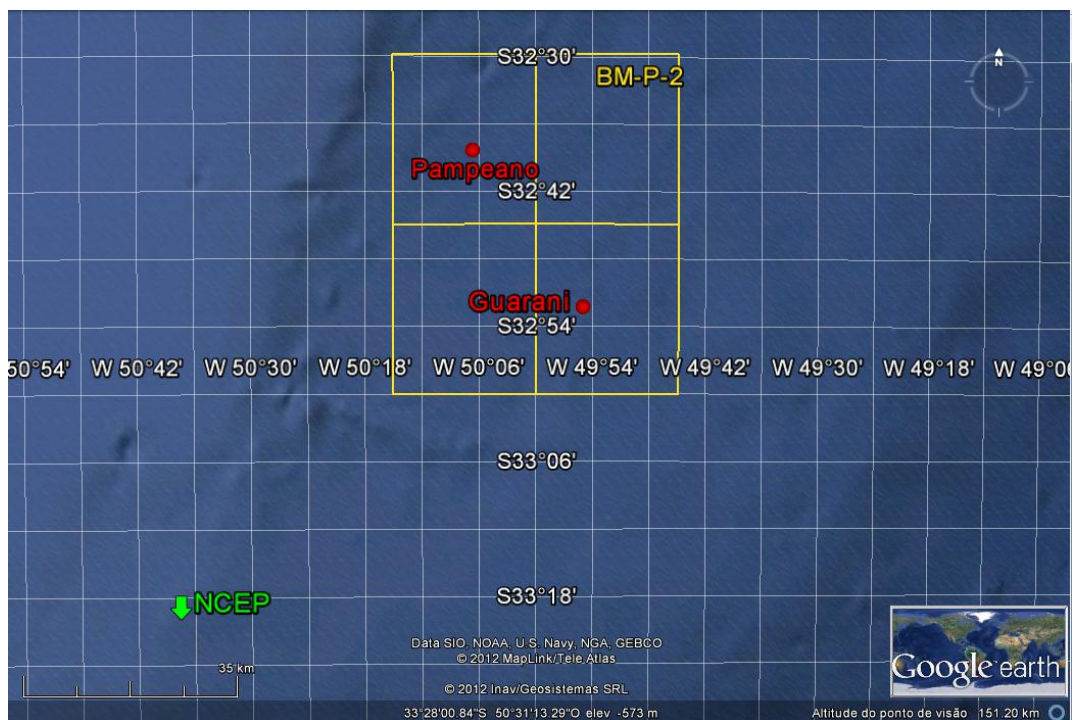 S32°30'
BM-P-2
N
Pampeano
S32°42'
Guarani
S32°54'
50°54' W 50°42' W 50°30' W 50°18' W 50°06' W 49°54' W 49°42' W 49°30' W 49°18' W 49°0
S33°06'
S33°18'
NCEP
Data SIO, NOAA, U.S. Navy, NGA, GEBCO
© 2012 MapLink/Tele Atlas
35 km
Google earth
© 2012 Inav/Geosistemas SRL
33°28'00.84"S 50°31'13.29"O elev -573 m Altitude do ponto de visão 151.20 km